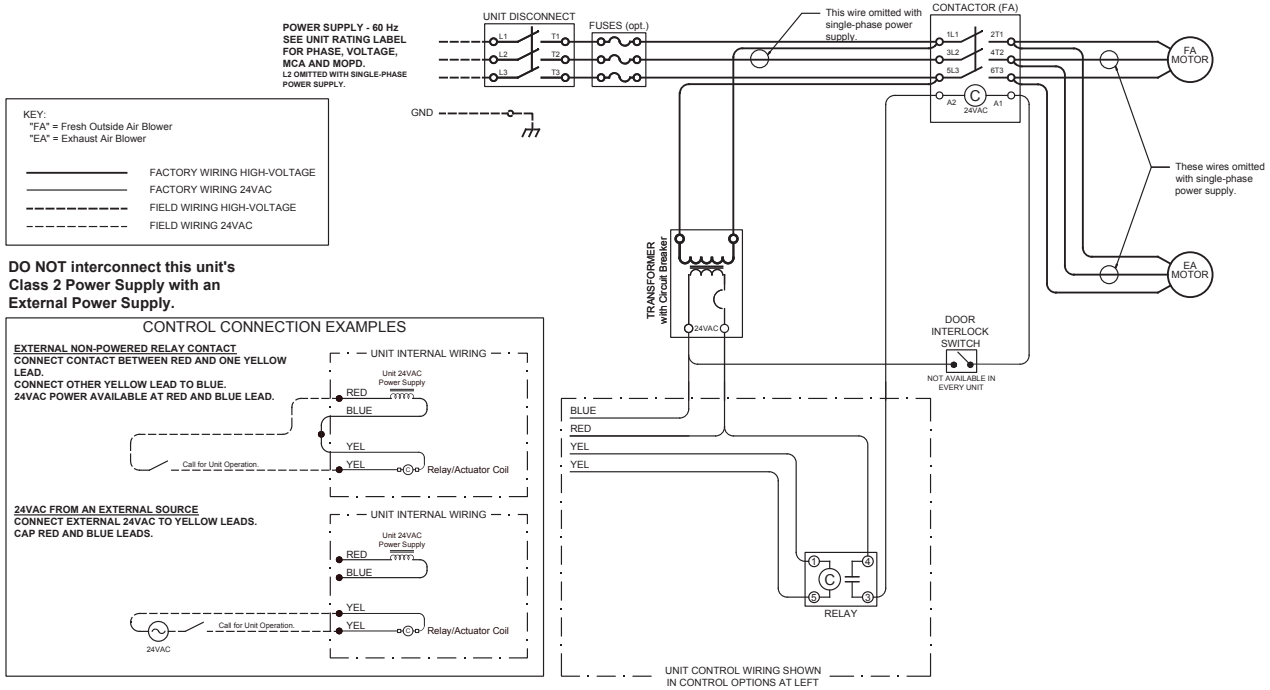 POWER SUPPLY - 60 Hz
SEE UNIT RATING LABEL
FOR PHASE, VOLTAGE,
MCA AND MOPD.
L2 OMITTED WITH SINGLE-PHASE
POWER SUPPLY.
UNIT DISCONNECT
L1 T1
L2 T2
L3 T3
FUSES (opt.)
This wire omitted with
single-phase power
supply.
CONTACTOR (FA)
1L1 2T1
3L2 4T2
5L3 6T3
A2 C A1
24VAC
FA
MOTOR
GND
KEY:
"FA" = Fresh Outside Air Blower
"EA" = Exhaust Air Blower
FACTORY WIRING HIGH-VOLTAGE
FACTORY WIRING 24VAC
FIELD WIRING HIGH-VOLTAGE
FIELD WIRING 24VAC
These wires omitted
with single-phase
power supply.
EA
MOTOR
TRANSFORMER
with Circuit Breaker
24VAC
DOOR
INTERLOCK
SWITCH
NOT AVAILABLE IN
EVERY UNIT
DO NOT interconnect this unit's
Class 2 Power Supply with an
External Power Supply.
CONTROL CONNECTION EXAMPLES
EXTERNAL NON-POWERED RELAY CONTACT
CONNECT CONTACT BETWEEN RED AND ONE YELLOW
LEAD.
CONNECT OTHER YELLOW LEAD TO BLUE.
24VAC POWER AVAILABLE AT RED AND BLUE LEAD.
UNIT INTERNAL WIRING
Unit 24VAC
Power Supply
RED
BLUE
YEL
YEL
C
Relay/Actuator Coil
Call for Unit Operation.
24VAC FROM AN EXTERNAL SOURCE
CONNECT EXTERNAL 24VAC TO YELLOW LEADS.
CAP RED AND BLUE LEADS.
UNIT INTERNAL WIRING
Unit 24VAC
Power Supply
RED
BLUE
YEL
YEL
C
Relay/Actuator Coil
Call for Unit Operation.
24VAC
BLUE
RED
YEL
YEL
1 4
C
5 3
RELAY
UNIT CONTROL WIRING SHOWN
IN CONTROL OPTIONS AT LEFT